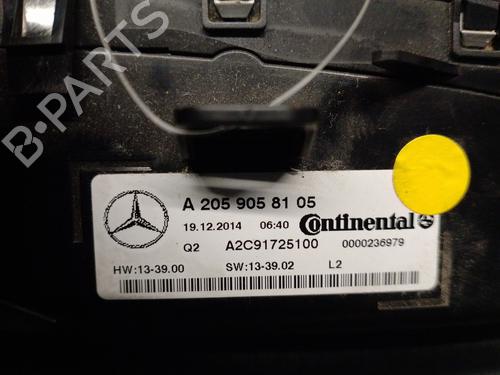 B-PARTS
A 205 905 81 05
19.12.2014 06:40 Continental
Q2 A2C91725100 0000236979
HW:13-39.00 SW:13-39.02 L2